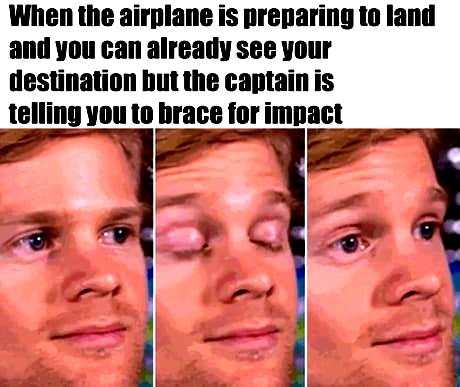 When the airplane is preparing to land
and you can already see your
destination but the captain is
telling you to brace for impact